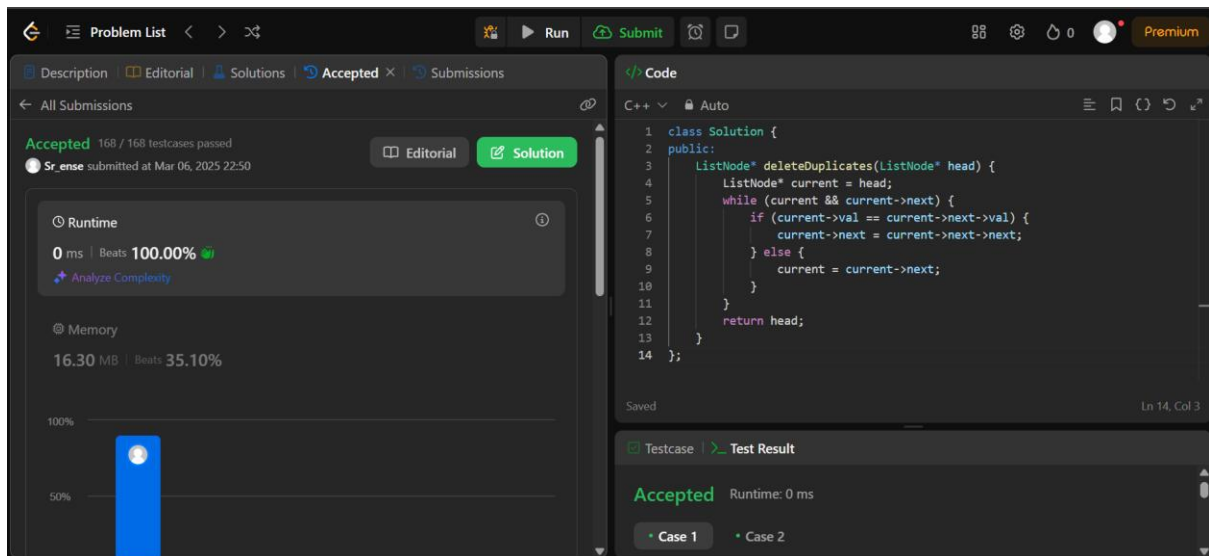 Problem List
Run
Submit
0
Premium
Description
Editorial
Solutions
Accepted
Submissions
All Submissions
Accepted 168 / 168 testcases passed
Sr_ense submitted at Mar 06, 2025 22:50
Editorial
Solution
Runtime
0 ms | Beats 100.00%
Analyze Complexity
Memory
16.30 MB | Beats 35.10%
100%
50%
</> Code
C++ Auto
1 class Solution {
2 public:
3     ListNode* deleteDuplicates(ListNode* head) {
4         ListNode* current = head;
5         while (current && current->next) {
6             if (current->val == current->next->val) {
7                 current->next = current->next->next;
8             } else {
9                 current = current->next;
10             }
11         }
12         return head;
13     }
14 };
Saved
Ln 14, Col 3
Testcase
>_ Test Result
Accepted Runtime: 0 ms
• Case 1
• Case 2